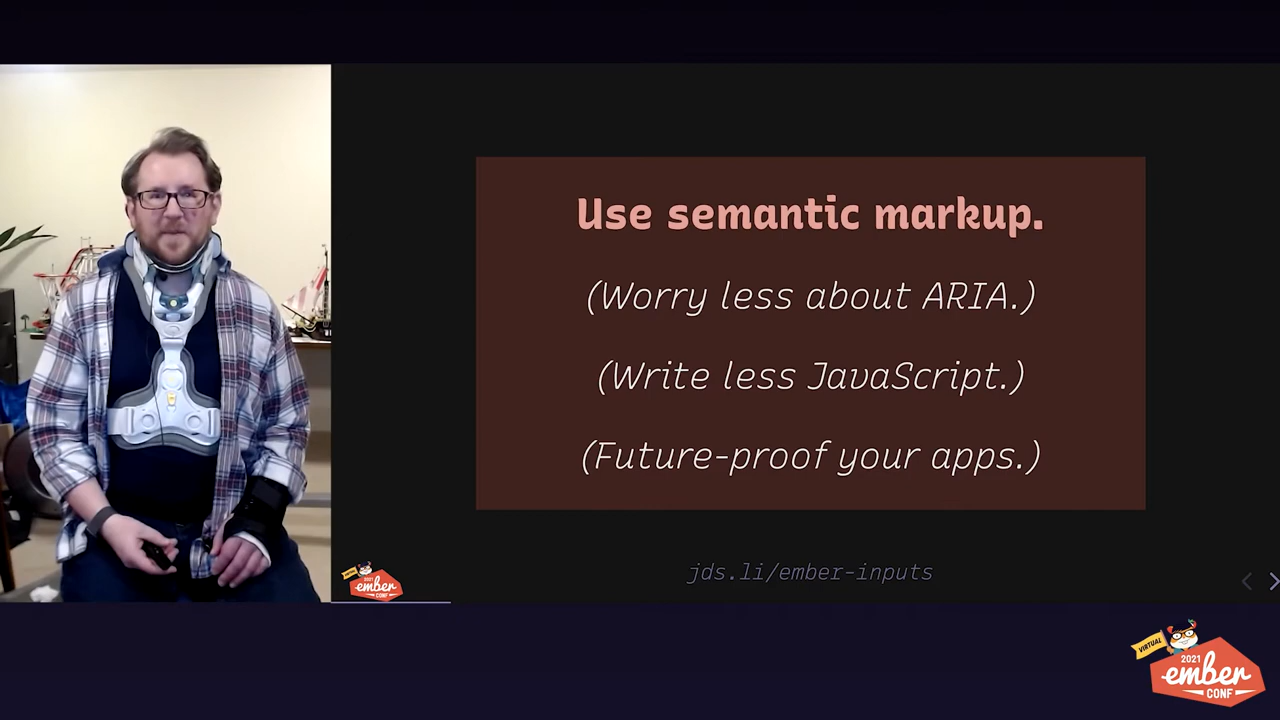 Use semantic markup.
(Worry less about ARIA.)
(Write less JavaScript.)
(Future-proof your apps.)
jds.li/ember-inputs
2021
ember
CONF
VIRTUAL
2021
ember
CONF